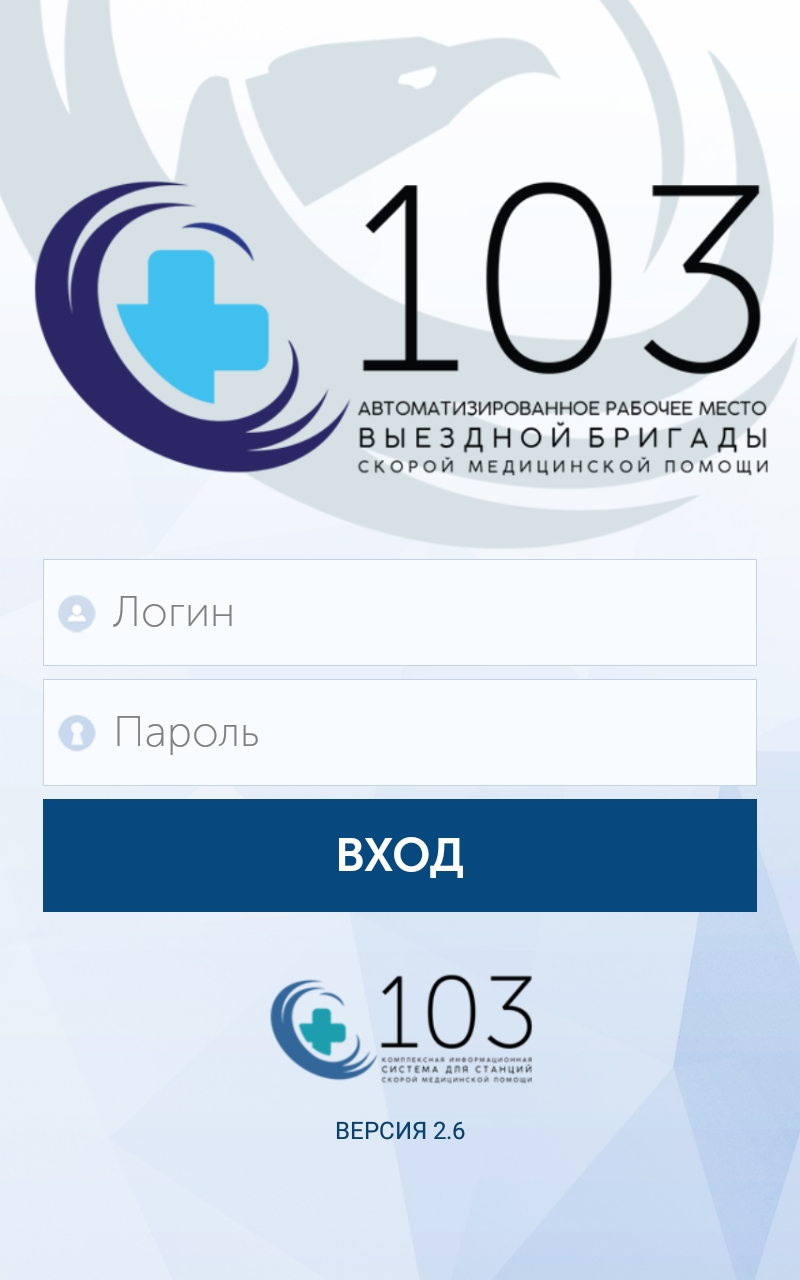 103
АВТОМАТИЗИРОВАННОЕ РАБОЧЕЕ МЕСТО
ВЫЕЗДНОЙ БРИГАДЫ
СКОРОЙ МЕДИЦИНСКОЙ ПОМОЩИ
Логин
Пароль
ВХОД
103
КОМПЛЕКСНАЯ ИНФОРМАЦИОННАЯ
СИСТЕМА ДЛЯ СТАНЦИЙ
СКОРОЙ МЕДИЦИНСКОЙ ПОМОЩИ
ВЕРСИЯ 2.6